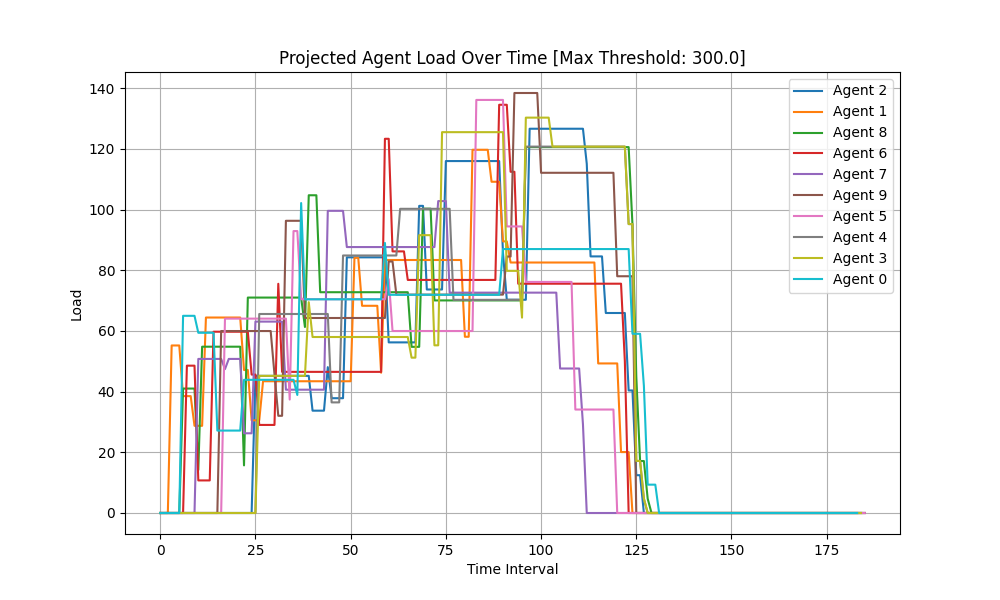 Projected Agent Load Over Time [Max Threshold: 300.0]
Load
140
120
100
80
60
40
20
0
0
25
50
75
100
125
150
175
Time Interval
Agent 2
Agent 1
Agent 8
Agent 6
Agent 7
Agent 9
Agent 5
Agent 4
Agent 3
Agent 0